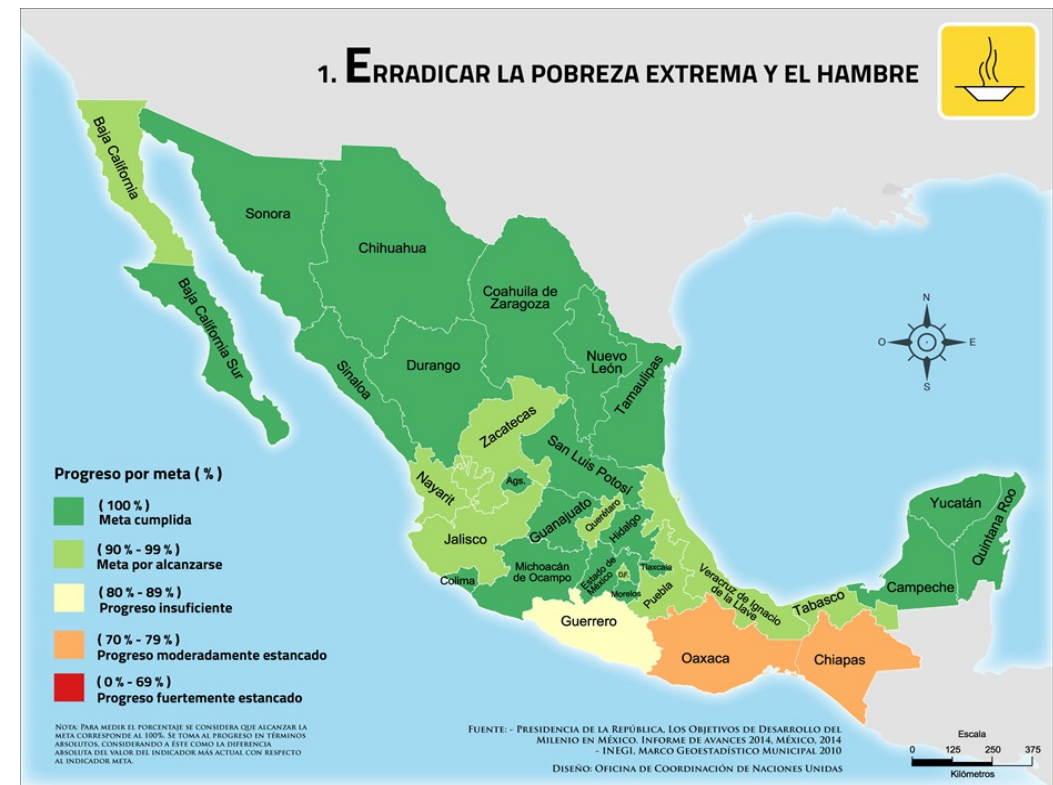 1. ERRADICAR LA POBREZA EXTREMA Y EL HAMBRE
Baja California
Sonora
Chihuahua
Coahuila de
Zaragoza
Baja California Sur
Sinaloa
Durango
Nuevo
León
Tamaulipas
N
O
E
S
Zacatecas
San Luis Potosí
Nayarit
Ags.
Jalisco
Guanajuato
Querétaro
Hidalgo
Colima
Michoacán
de Ocampo
Estado de
México
D.F.
Tlaxcala
Morelos
Puebla
Veracruz de Ignacio
de la Llave
Tabasco
Guerrero
Oaxaca
Chiapas
Campeche
Yucatán
Quintana Roo
Progreso por meta ( % )
( 100 % )
Meta cumplida
( 90 % - 99 % )
Meta por alcanzarse
( 80 % - 89 % )
Progreso insuficiente
( 70 % - 79 % )
Progreso moderadamente estancado
( 0 % - 69 % )
Progreso fuertemente estancado
NOTA: PARA MEDIR EL PORCENTAJE SE CONSIDERA QUE ALCANZAR LA
META CORRESPONDE AL 100%. SE TOMA AL PROGRESO EN TÉRMINOS
ABSOLUTOS, CONSIDERANDO A ÉSTE COMO LA DIFERENCIA
ABSOLUTA DEL VALOR DEL INDICADOR MÁS ACTUAL CON RESPECTO
AL INDICADOR META.
FUENTE: - PRESIDENCIA DE LA REPÚBLICA, LOS OBJETIVOS DE DESARROLLO DEL
MILENIO EN MÉXICO. INFORME DE AVANCES 2014, MÉXICO, 2014
- INEGI, MARCO GEOESTADÍSTICO MUNICIPAL 2010
DISEÑO: OFICINA DE COORDINACIÓN DE NACIONES UNIDAS
Escala
0 125 250 375
Kilómetros